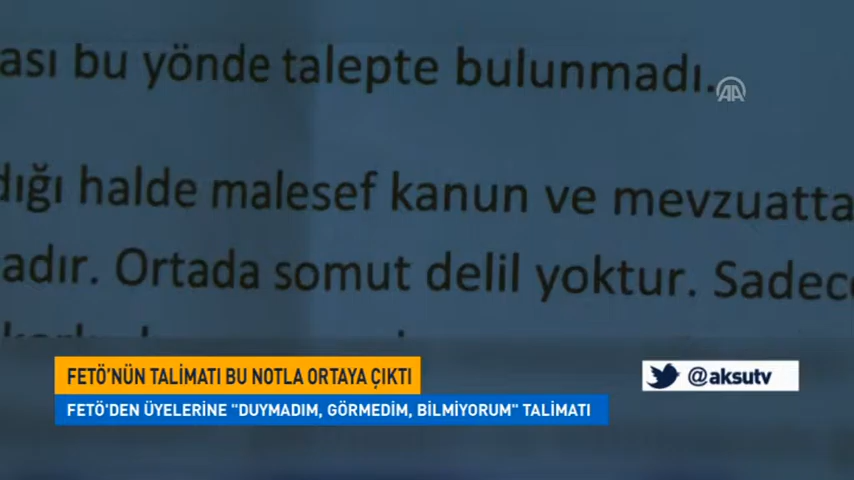 ası bu yönde talepte bulunmadı.
AA
dığı halde malesef kanun ve mevzuatta
adır. Ortada somut delil yoktur. Sadece
FETÖ'NÜN TALİMATI BU NOTLA ORTAYA ÇIKTI
@aksutv
FETÖ'DEN ÜYELERİNE "DUYMADIM, GÖRMEDİM, BİLMİYORUM" TALİMATI